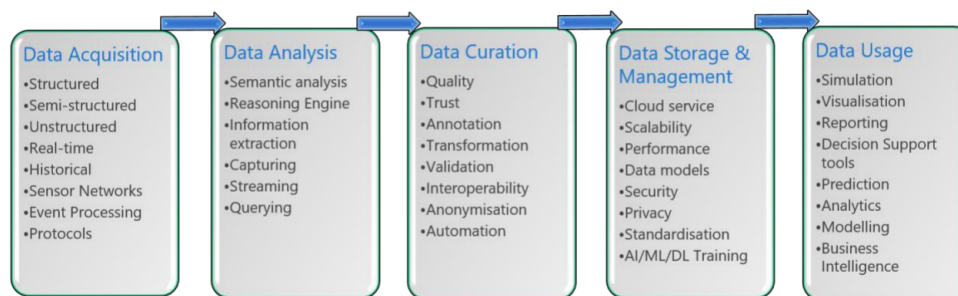 Data Acquisition
•Structured
•Semi-structured
•Unstructured
•Real-time
•Historical
•Sensor Networks
•Event Processing
•Protocols
Data Analysis
•Semantic analysis
•Reasoning Engine
•Information
extraction
•Capturing
•Streaming
•Querying
Data Curation
•Quality
•Trust
•Annotation
•Transformation
•Validation
•Interoperability
•Anonymisation
•Automation
Data Storage &
Management
•Cloud service
•Scalability
•Performance
•Data models
•Security
•Privacy
•Standardisation
•AI/ML/DL Training
Data Usage
•Simulation
•Visualisation
•Reporting
•Decision Support
tools
•Prediction
•Analytics
•Modelling
•Business
Intelligence